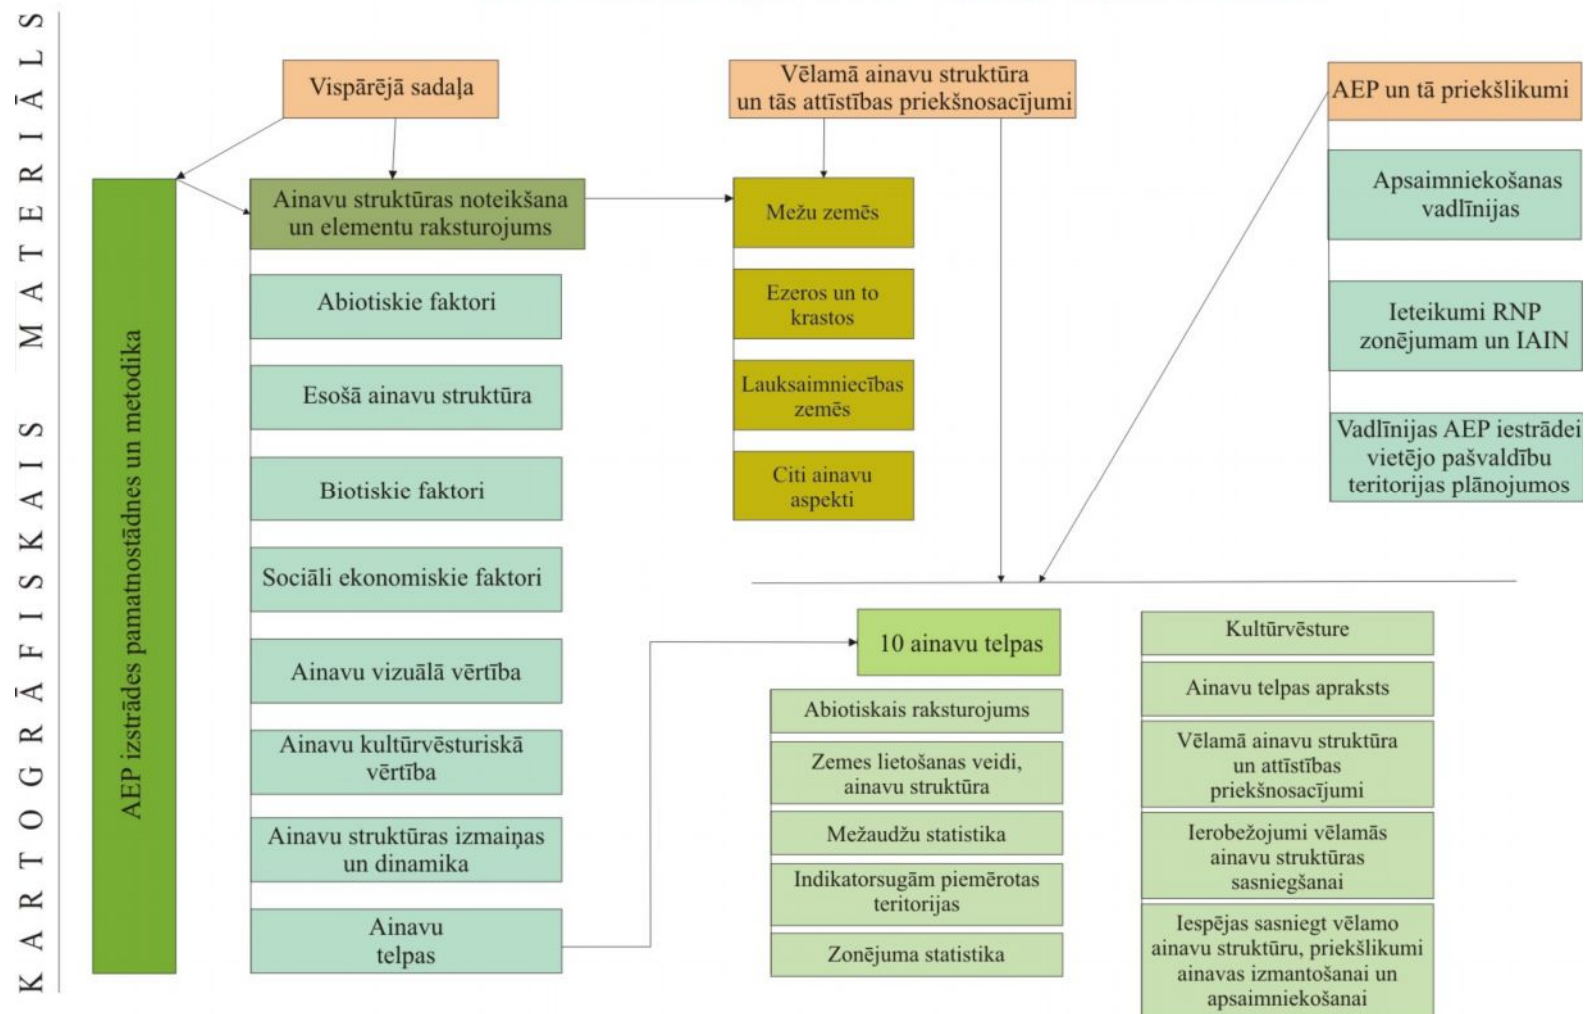 KARTOGRĀFISKAIS MATERIĀLS
AEP izstrādes pamatnostādnes un metodika
Vispārējā sadaļa
Ainavu struktūras noteikšana
un elementu raksturojums
Abiotiskie faktori
Esošā ainavu struktūra
Biotiskie faktori
Sociāli ekonomiskie faktori
Ainavu vizuālā vērtība
Ainavu kultūrvēsturiskā
vērtība
Ainavu struktūras izmaiņas
un dinamika
Ainavu
telpas
Vēlamā ainavu struktūra
un tās attīstības priekšnosacījumi
Mežu zemēs
Ezeros un to
krastos
Lauksaimniecības
zemēs
Citi ainavu
aspekti
AEP un tā priekšlikumi
Apsaimniekošanas
vadlīnijas
Ieteikumi RNP
zonējumam un IAIN
Vadlīnijas AEP iestrādei
vietējo pašvaldību
teritorijas plānojumos
10 ainavu telpas
Abiotiskais raksturojums
Zemes lietošanas veidi,
ainavu struktūra
Mežaudžu statistika
Indikatorsugām piemērotas
teritorijas
Zonējuma statistika
Kultūrvēsture
Ainavu telpas apraksts
Vēlamā ainavu struktūra
un attīstības
priekšnosacījumi
Ierobežojumi vēlamās
ainavu struktūras
sasniegšanai
Iespējas sasniegt vēlamo
ainavu struktūru, priekšlikumi
ainavas izmantošanai un
apsaimniekošanai